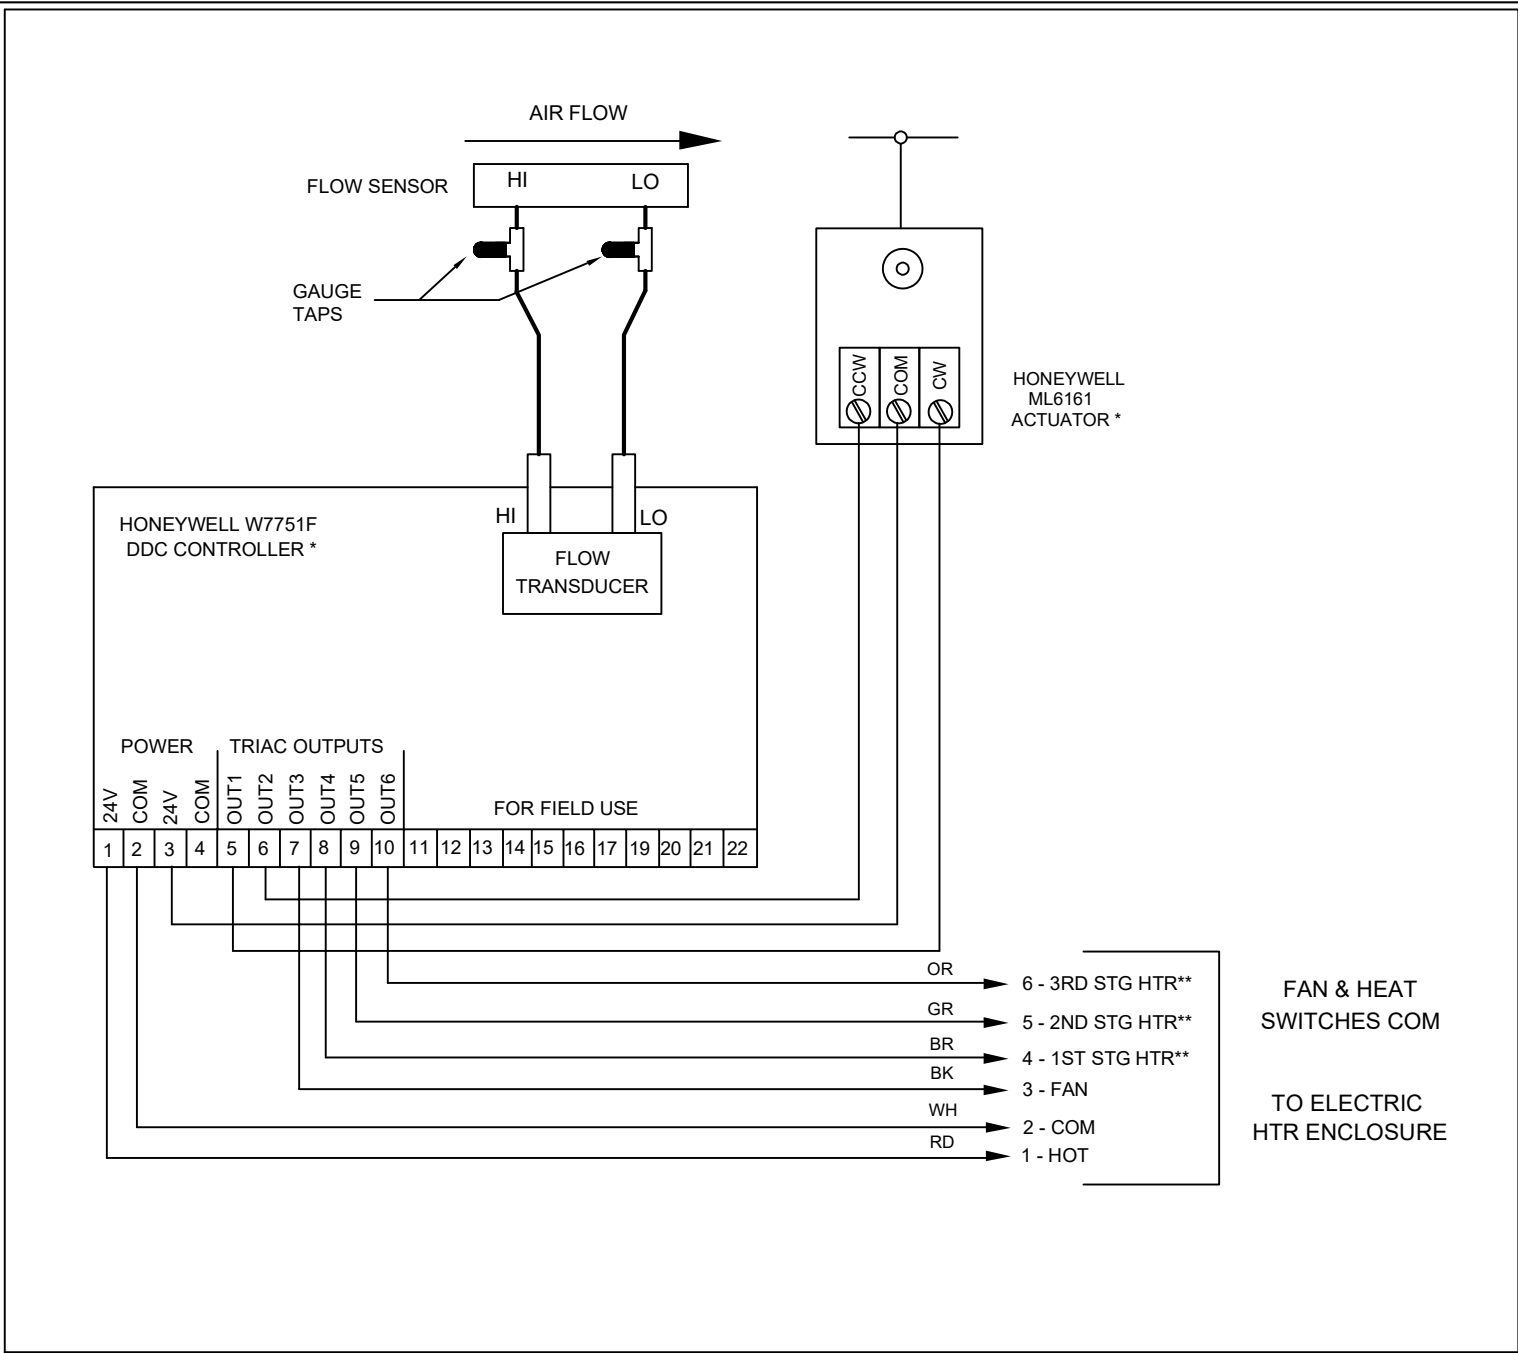 AIR FLOW
FLOW SENSOR
HI
LO
GAUGE
TAPS
CCW
COM
CW
HONEYWELL
ML6161
ACTUATOR *
HONEYWELL W7751F
DDC CONTROLLER *
HI
LO
FLOW
TRANSDUCER
POWER
TRIAC OUTPUTS
24V
COM
24V
COM
OUT1
OUT2
OUT3
OUT4
OUT5
OUT6
FOR FIELD USE
1 2 3 4 5 6 7 8 9 10 11 12 13 14 15 16 17 19 20 21 22
OR
6 - 3RD STG HTR**
GR
5 - 2ND STG HTR**
BR
4 - 1ST STG HTR**
BK
3 - FAN
WH
2 - COM
RD
1 - HOT
FAN & HEAT
SWITCHES COM
TO ELECTRIC
HTR ENCLOSURE